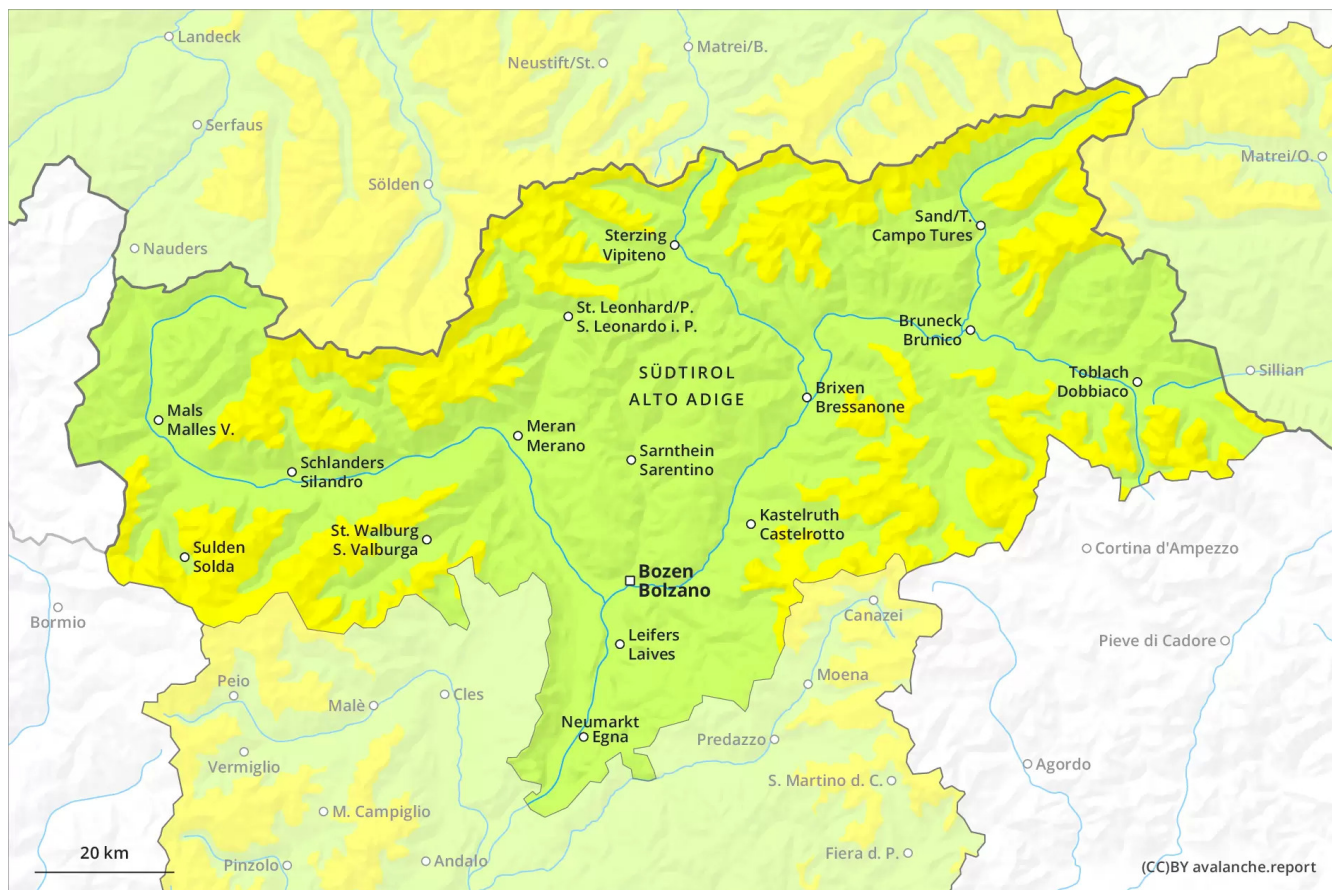 Landeck
Matrei/B.
Neustift/St.
Serfaus
Matrei/O.
Sölden
Sand/T.
Campo Tures
Sterzing
Vipiteno
Nauders
St. Leonhard/P.
S. Leonardo i. P.
Bruneck
Brunico
SÜDTIROL
ALTO ADIGE
Toblach
Dobbiaco
Sillian
Brixen
Bressanone
Mals
Malles V.
Meran
Merano
Sarnthein
Sarentino
Schlanders
Silandro
Kastelruth
Castelrotto
St. Walburg
S. Valburga
Sulden
Solda
Cortina d'Ampezzo
Bozen
Bolzano
Bormio
Canazei
Leifers
Laives
Pieve di Cadore
Moena
Peio
Cles
Malè
Neumarkt
Egna
Predazzo
Vermiglio
Agordo
S. Martino d. C.
M. Campiglio
20 km
Andalo
Pinzolo
Fiera d. P.
(CC)BY avalanche.report